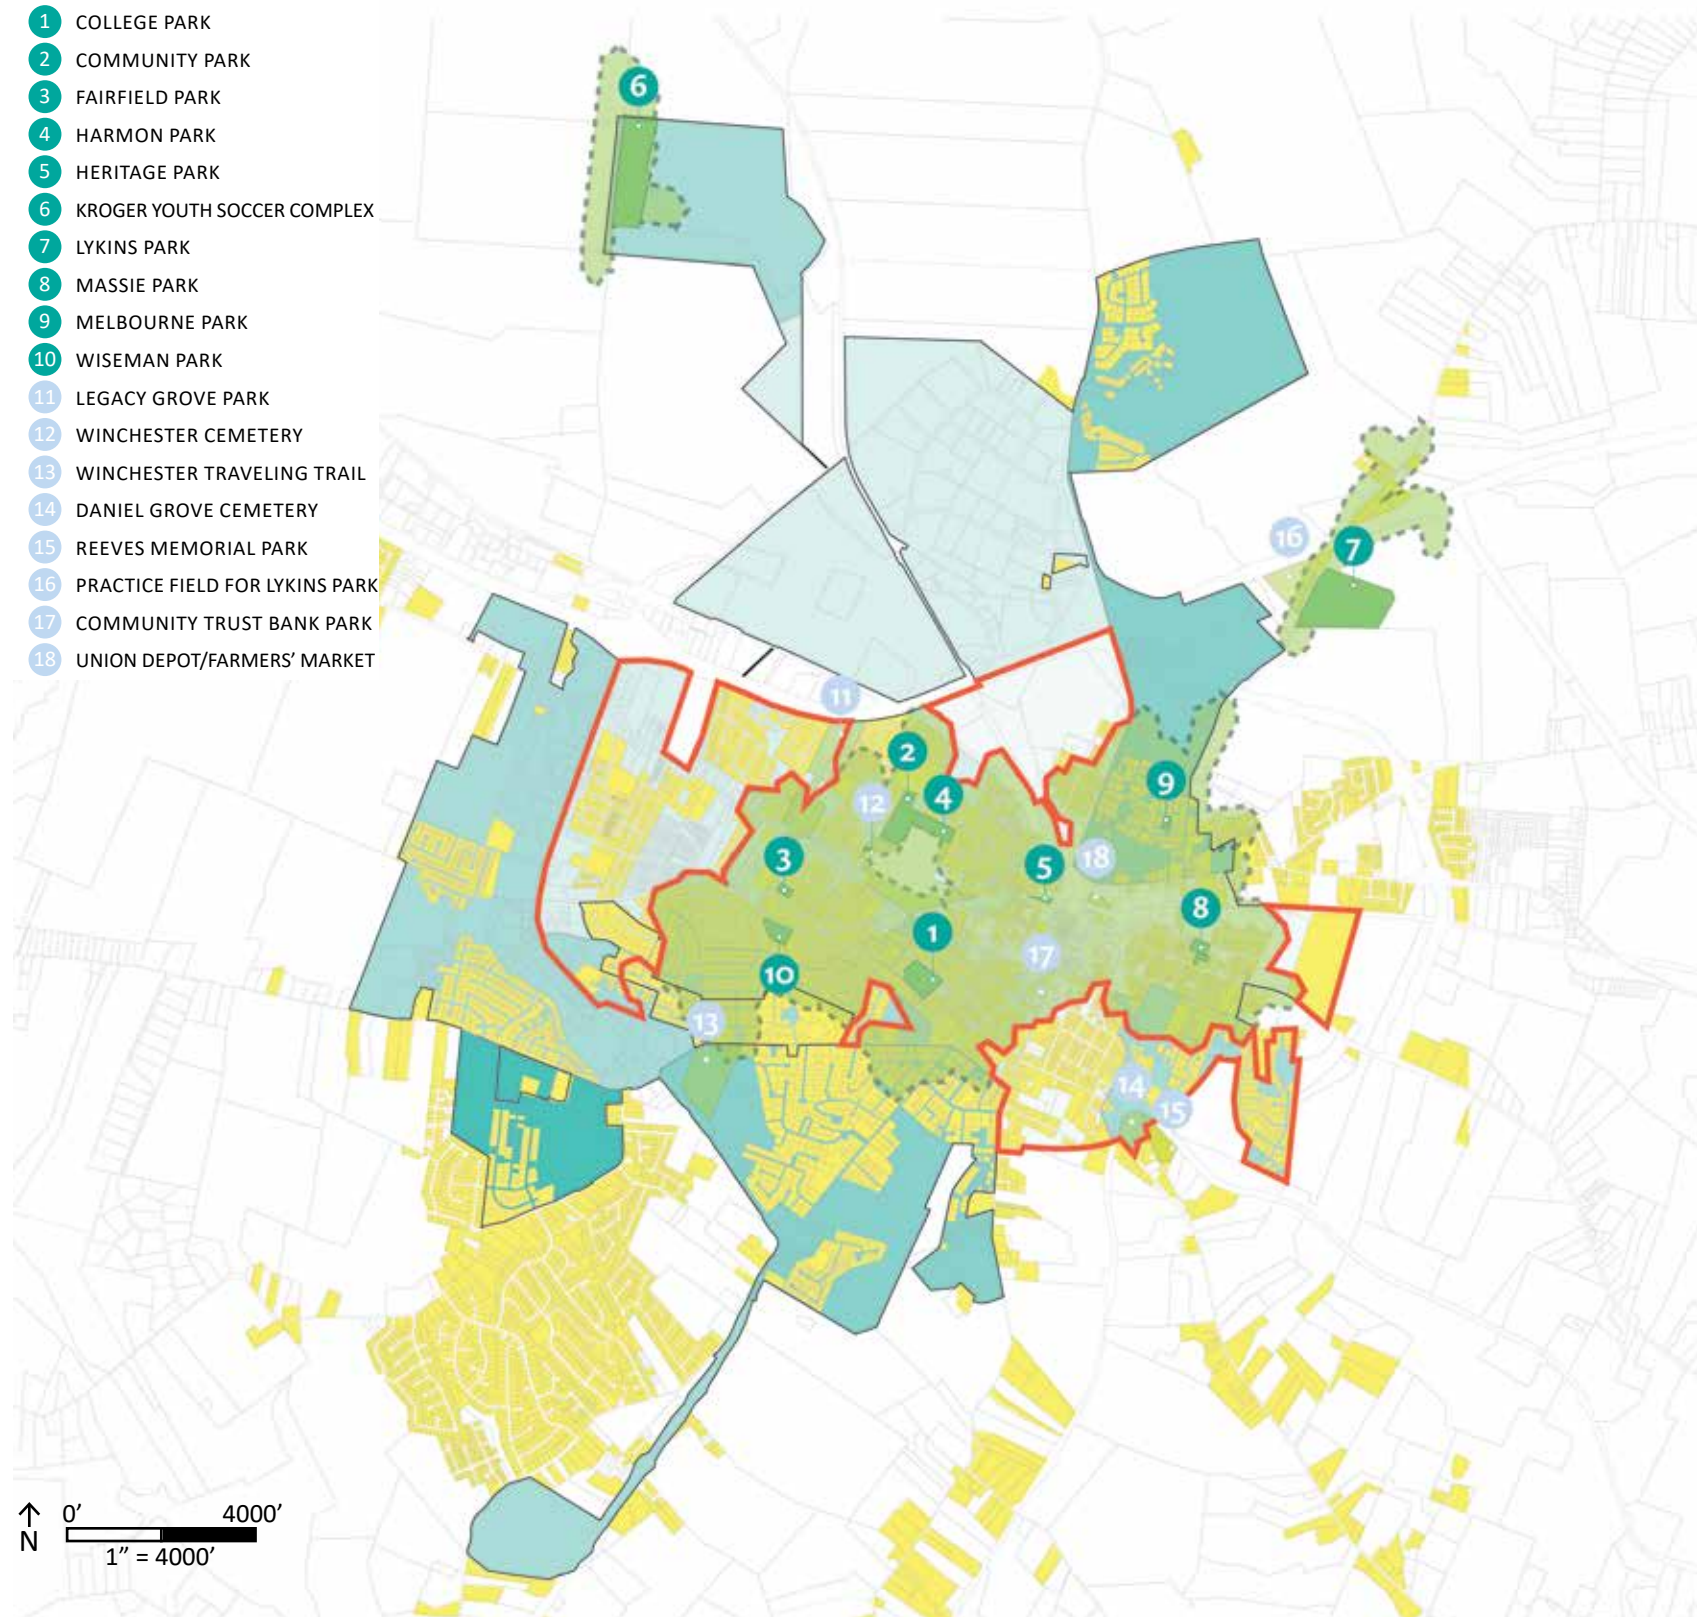 1 COLLEGE PARK
2 COMMUNITY PARK
3 FAIRFIELD PARK
4 HARMON PARK
5 HERITAGE PARK
6 KROGER YOUTH SOCCER COMPLEX
7 LYKINS PARK
8 MASSIE PARK
9 MELBOURNE PARK
10 WISEMAN PARK
11 LEGACY GROVE PARK
12 WINCHESTER CEMETERY
13 WINCHESTER TRAVELING TRAIL
14 DANIEL GROVE CEMETERY
15 REEVES MEMORIAL PARK
16 PRACTICE FIELD FOR LYKINS PARK
17 COMMUNITY TRUST BANK PARK
18 UNION DEPOT/FARMERS’ MARKET
6
16
7
11
2
9
4
12
3
5
18
8
1
17
10
13
14
15
0’ 4000’
N
1” = 4000’